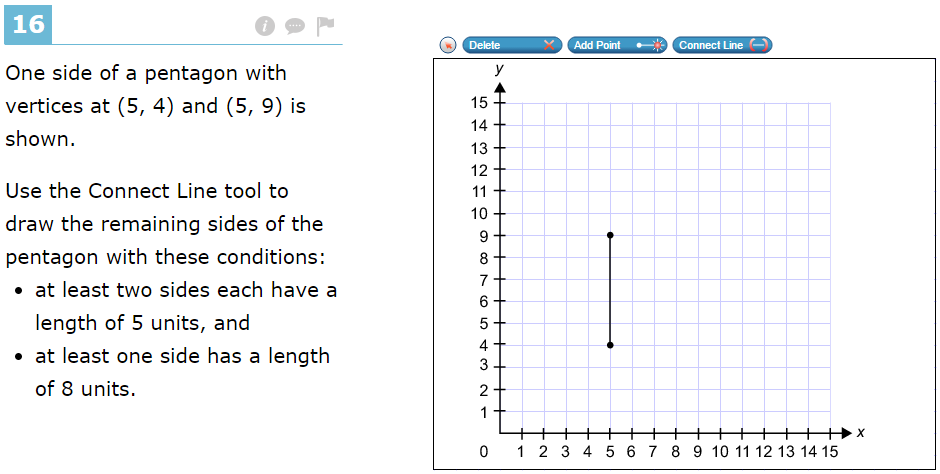 16
One side of a pentagon with
vertices at (5, 4) and (5, 9) is
shown.
Use the Connect Line tool to
draw the remaining sides of the
pentagon with these conditions:
• at least two sides each have a
length of 5 units, and
• at least one side has a length
of 8 units.
Delete Add Point Connect Line
y
15
14
13
12
11
10
9
8
7
6
5
4
3
2
1
0 1 2 3 4 5 6 7 8 9 10 11 12 13 14 15
x